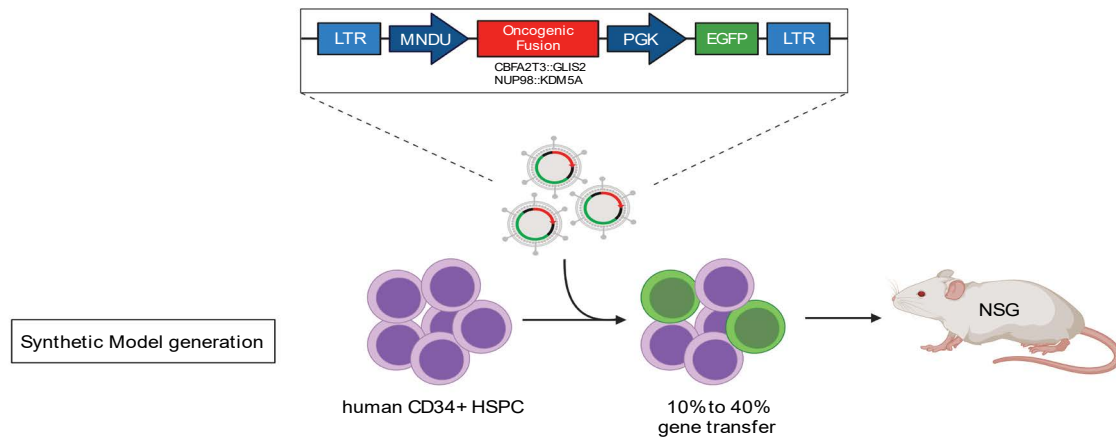 LTR MNDU Oncogenic Fusion PGK EGFP LTR
CBFA2T3::GLIS2
NUP98::KDM5A
NSG
Synthetic Model generation
human CD34+ HSPC
10% to 40%
gene transfer